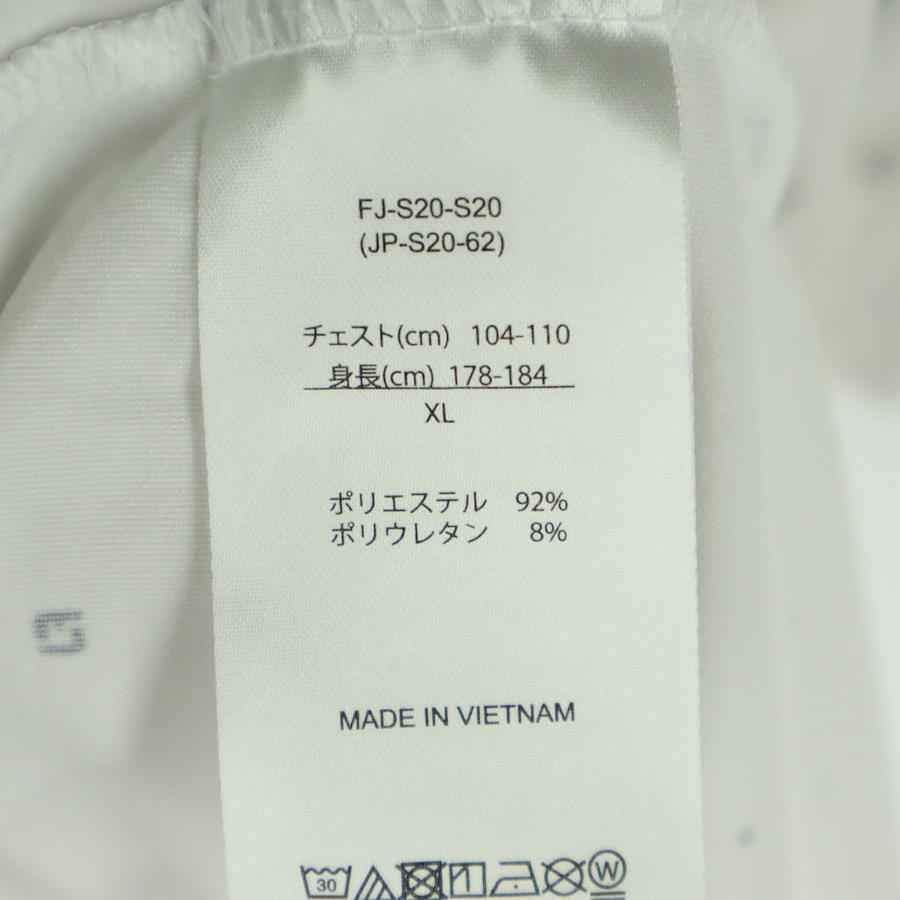 FJ-S20-S20
(JP-S20-62)
チェスト(cm) 104-110
身長(cm) 178-184
XL
ポリエステル 92%
ポリウレタン 8%
MADE IN VIETNAM
30 W